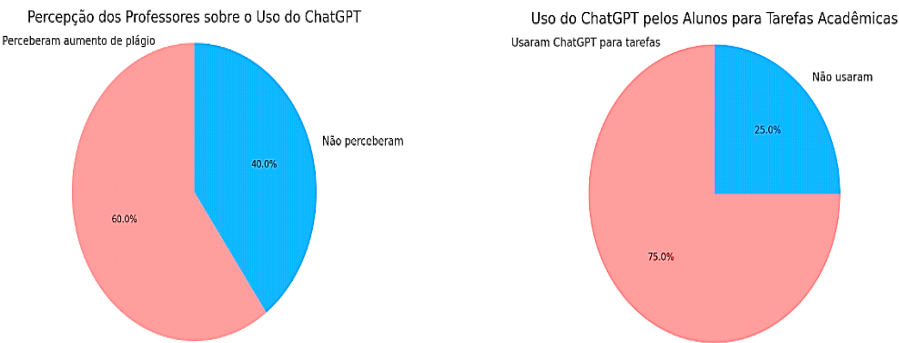 Percepção dos Professores sobre o Uso do ChatGPT
Perceberam aumento de plágio
Não perceberam
40.0%
60.0%
Uso do ChatGPT pelos Alunos para Tarefas Acadêmicas
Usaram ChatGPT para tarefas
Não usaram
25.0%
75.0%